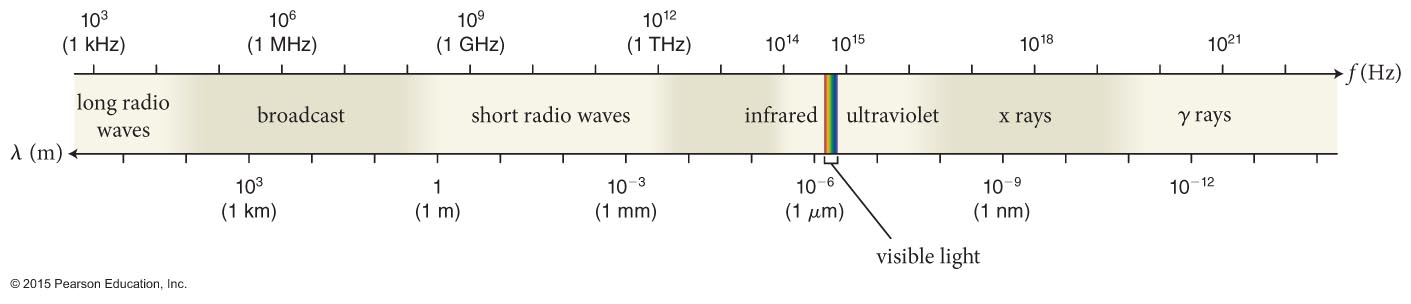 10³ 10⁶ 10⁹ 10¹² 10¹⁴ 10¹⁵ 10¹⁸ 10²¹
(1 kHz) (1 MHz) (1 GHz) (1 THz)
f (Hz)
long radio waves broadcast short radio waves infrared ultraviolet x rays γ rays
λ (m)
10³ 1 10⁻³ 10⁻⁶ 10⁻⁹ 10⁻¹²
(1 km) (1 m) (1 mm) (1 μm) (1 nm)
visible light
© 2015 Pearson Education, Inc.